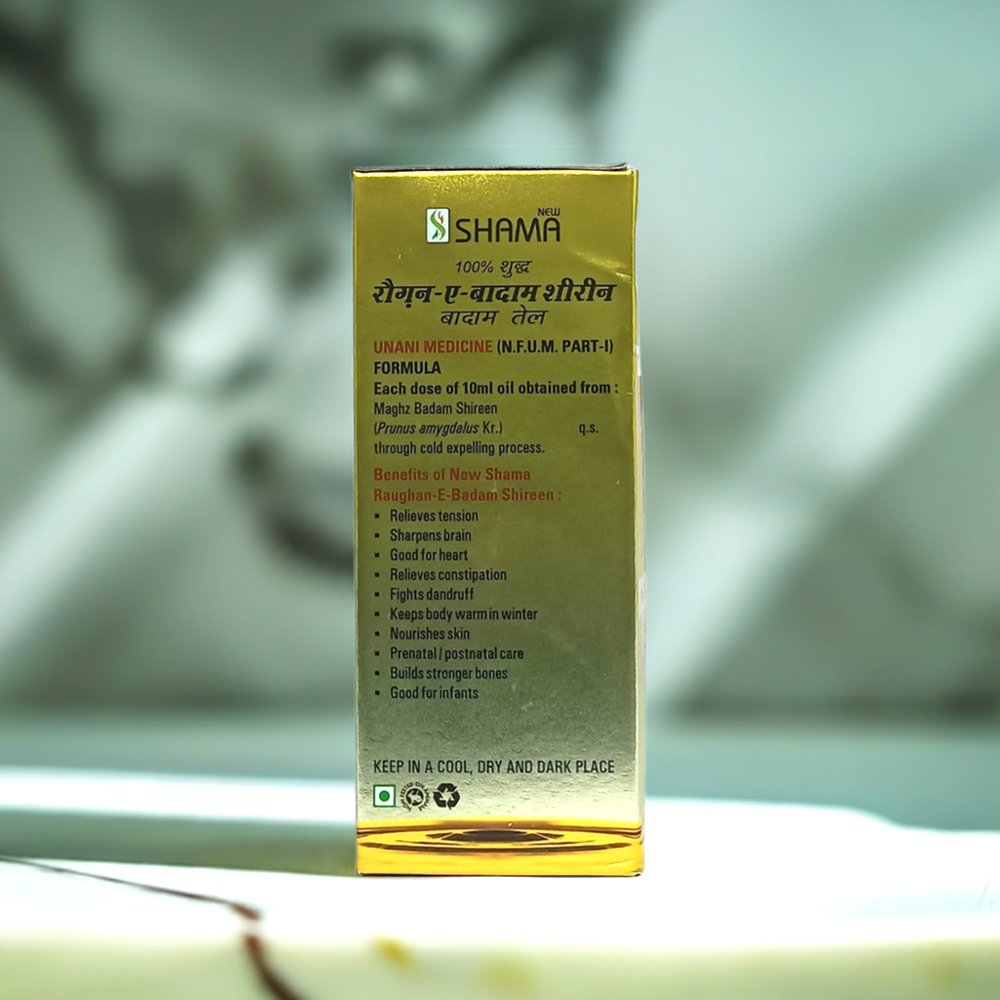 NEW
SHAMA
100% शुद्ध
रौग़न-ए-बादाम शीरीन
बादाम तेल
UNANI MEDICINE (N.F.U.M. PART-I)
FORMULA
Each dose of 10ml oil obtained from :
Maghz Badam Shireen
(Prunus amygdalus Kr.) q.s.
through cold expelling process.
Benefits of New Shama
Raughan-E-Badam Shireen :
▪ Relieves tension
▪ Sharpens brain
▪ Good for heart
▪ Relieves constipation
▪ Fights dandruff
▪ Keeps body warm in winter
▪ Nourishes skin
▪ Prenatal / postnatal care
▪ Builds stronger bones
▪ Good for infants
KEEP IN A COOL, DRY AND DARK PLACE